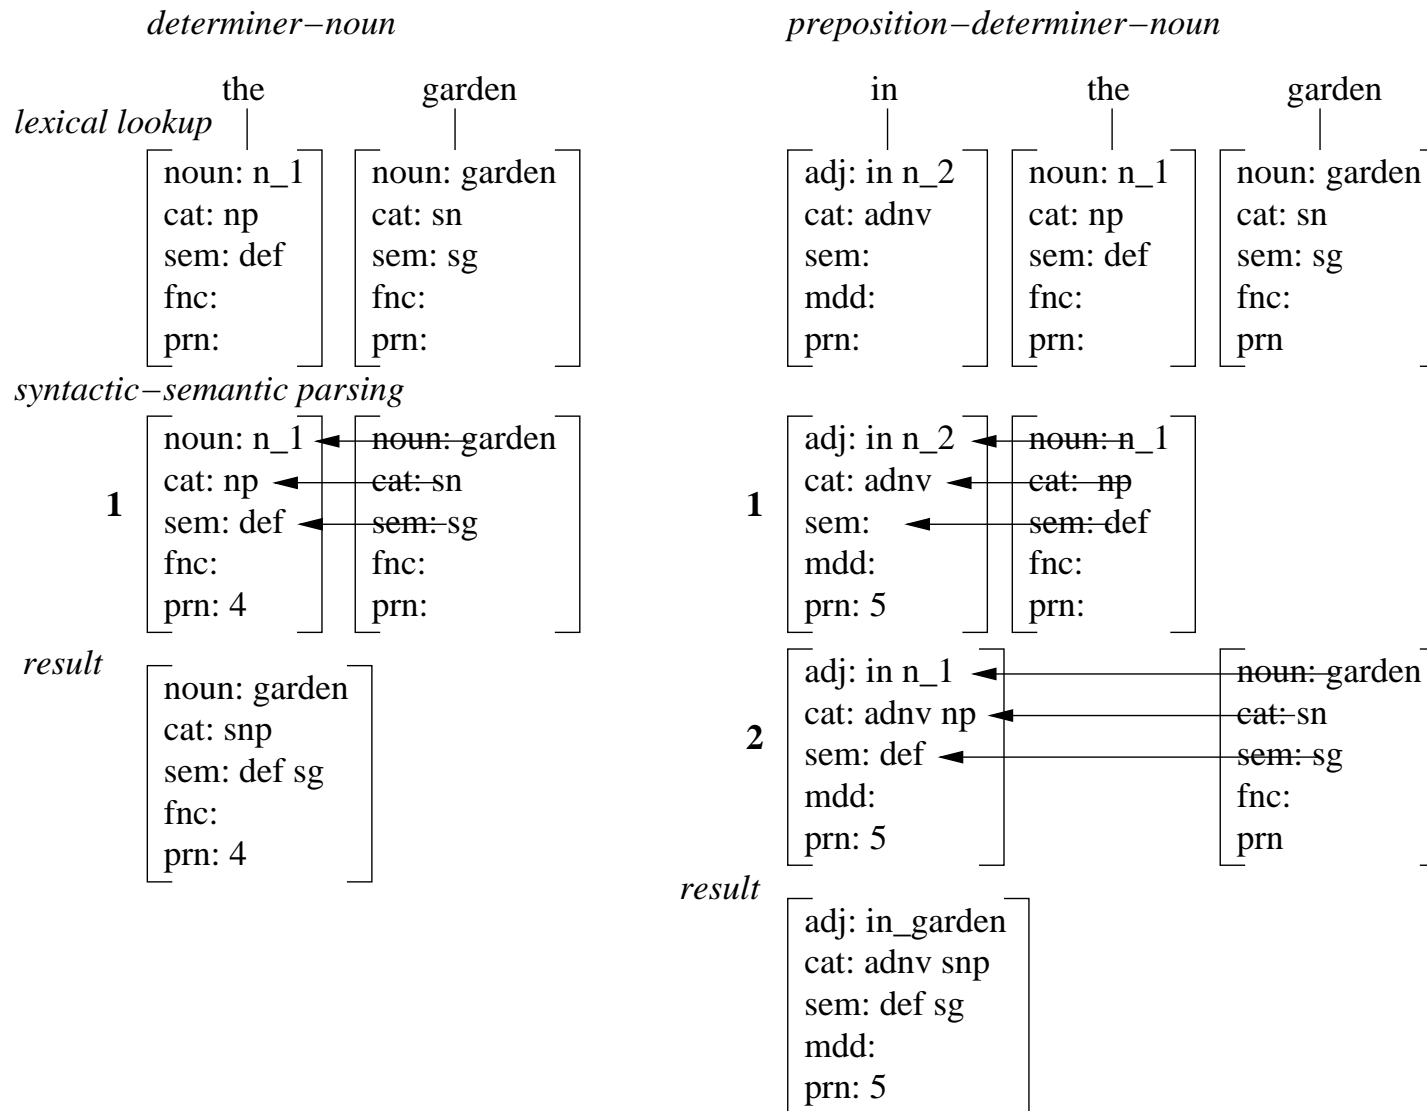 determiner–noun
the garden
lexical lookup
noun: n_1 noun: garden
cat: np cat: sn
sem: def sem: sg
fnc: fnc:
prn: prn:
syntactic–semantic parsing
noun: n_1 noun: garden
cat: np cat: sn
1
sem: def sem: sg
fnc: fnc:
prn: 4 prn:
result
noun: garden
cat: snp
sem: def sg
fnc:
prn: 4
preposition–determiner–noun
in the garden
adj: in n_2 noun: n_1 noun: garden
cat: adnv cat: np cat: sn
sem: sem: def sem: sg
mdd: fnc: fnc:
prn: prn: prn
adj: in n_2 noun: n_1
cat: adnv cat: np
1
sem: sem: def
mdd: fnc:
prn: 5 prn:
adj: in n_1 noun: garden
cat: adnv np cat: sn
2
sem: def sem: sg
mdd: fnc:
prn: 5 prn
result
adj: in_garden
cat: adnv snp
sem: def sg
mdd:
prn: 5